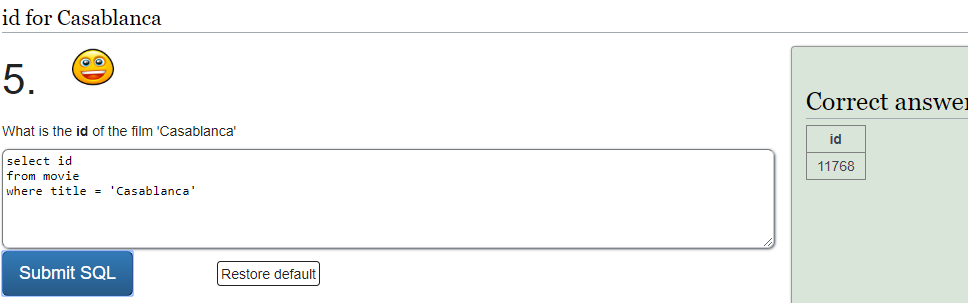 id for Casablanca
5.
What is the id of the film 'Casablanca'
select id
from movie
where title = 'Casablanca'
Submit SQL
Restore default
Correct answer
id
11768